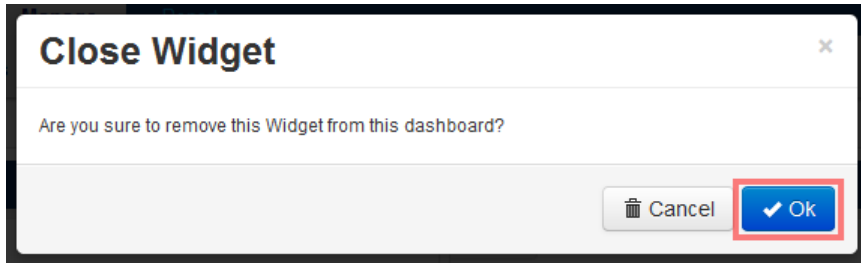 Close Widget
×
Are you sure to remove this Widget from this dashboard?
Cancel
Ok